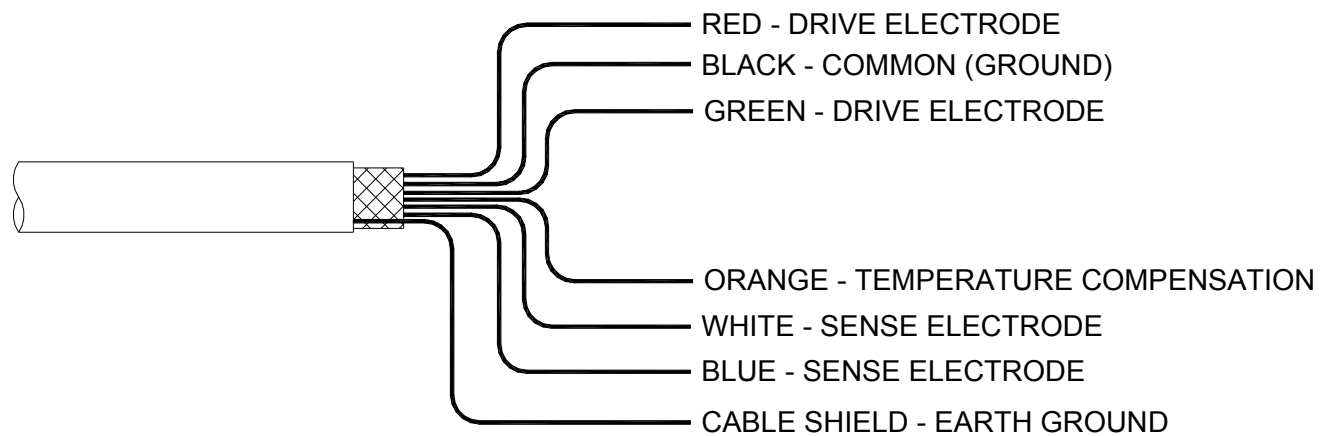 RED - DRIVE ELECTRODE
BLACK - COMMON (GROUND)
GREEN - DRIVE ELECTRODE
ORANGE - TEMPERATURE COMPENSATION
WHITE - SENSE ELECTRODE
BLUE - SENSE ELECTRODE
CABLE SHIELD - EARTH GROUND